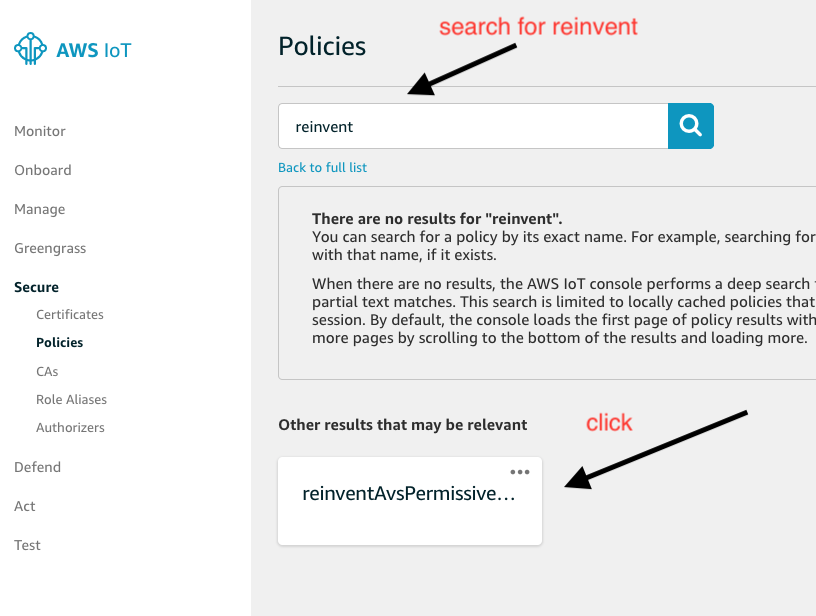 AWS IoT
Monitor
Onboard
Manage
Greengrass
Secure
Certificates
Policies
CAs
Role Aliases
Authorizers
Defend
Act
Test
search for reinvent
Policies
reinvent
Back to full list
There are no results for "reinvent".
You can search for a policy by its exact name. For example, searching for
with that name, if it exists.
When there are no results, the AWS IoT console performs a deep search
partial text matches. This search is limited to locally cached policies that
session. By default, the console loads the first page of policy results with
more pages by scrolling to the bottom of the results and loading more.
Other results that may be relevant
click
reinventAvsPermissive...